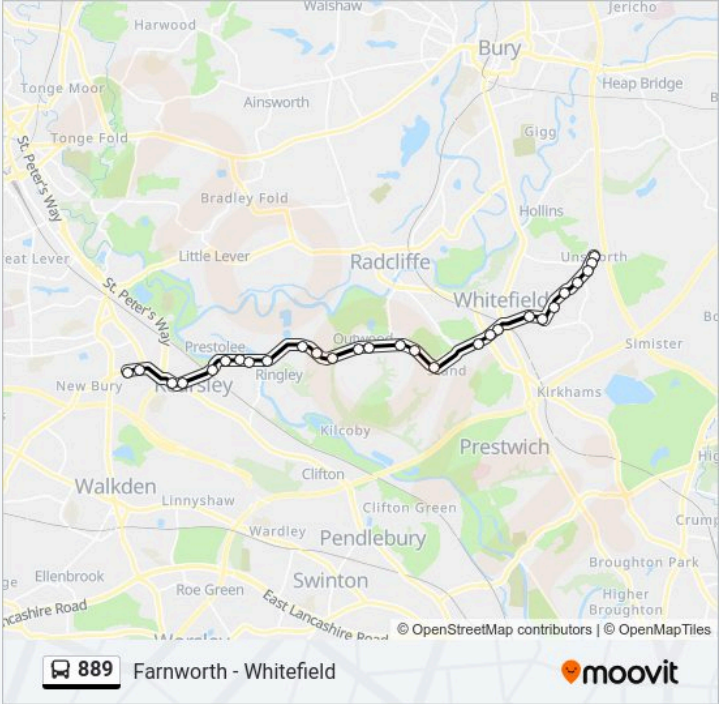 Walshaw
Jericho
Harwood
Bury
Tonge Moor
Heap Bridge
Ainsworth
Tonge Fold
Gigg
St. Peter's Way
Bradley Fold
Hollins
eat Lever
Little Lever
Radcliffe
Unsworth
St. Peter's Way
Whitefield
Prestolee
Outwood
Simister
New Bury
Kearsley
Ringley
and
Kirkhams
Kilcoby
Prestwich
Walkden
Clifton
Linnyshaw
Clifton Green
Crump
Wardley
Pendlebury
Broughton Park
Ellenbrook
Roe Green
Swinton
Higher
Broughton
ncashire Road
East Lancashire Road
© OpenStreetMap contributors | © OpenMapTiles
889 Farnworth - Whitefield
moovit